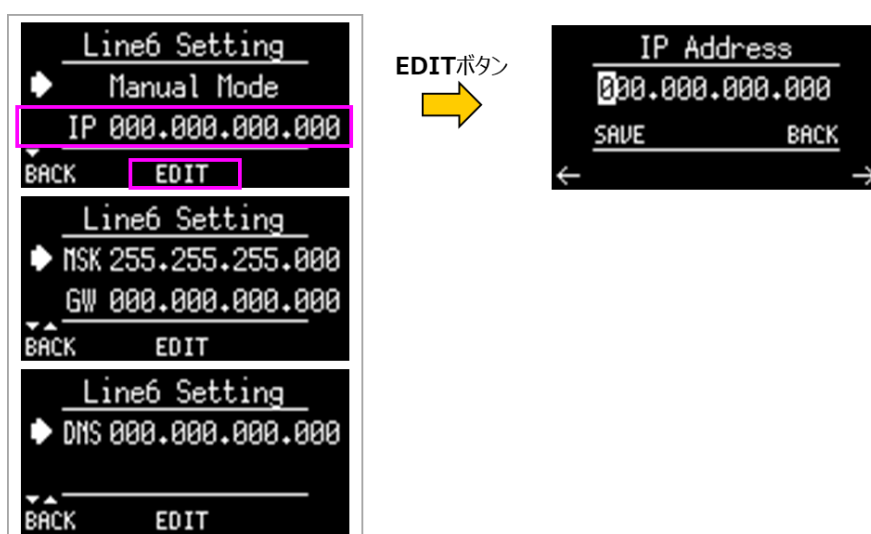 Line6 Setting
Manual Mode
IP 000.000.000.000
BACK EDIT
Line6 Setting
MSK 255.255.255.000
GW 000.000.000.000
BACK EDIT
Line6 Setting
DNS 000.000.000.000
BACK EDIT
EDITボタン
IP Address
000.000.000.000
SAVE BACK
← →